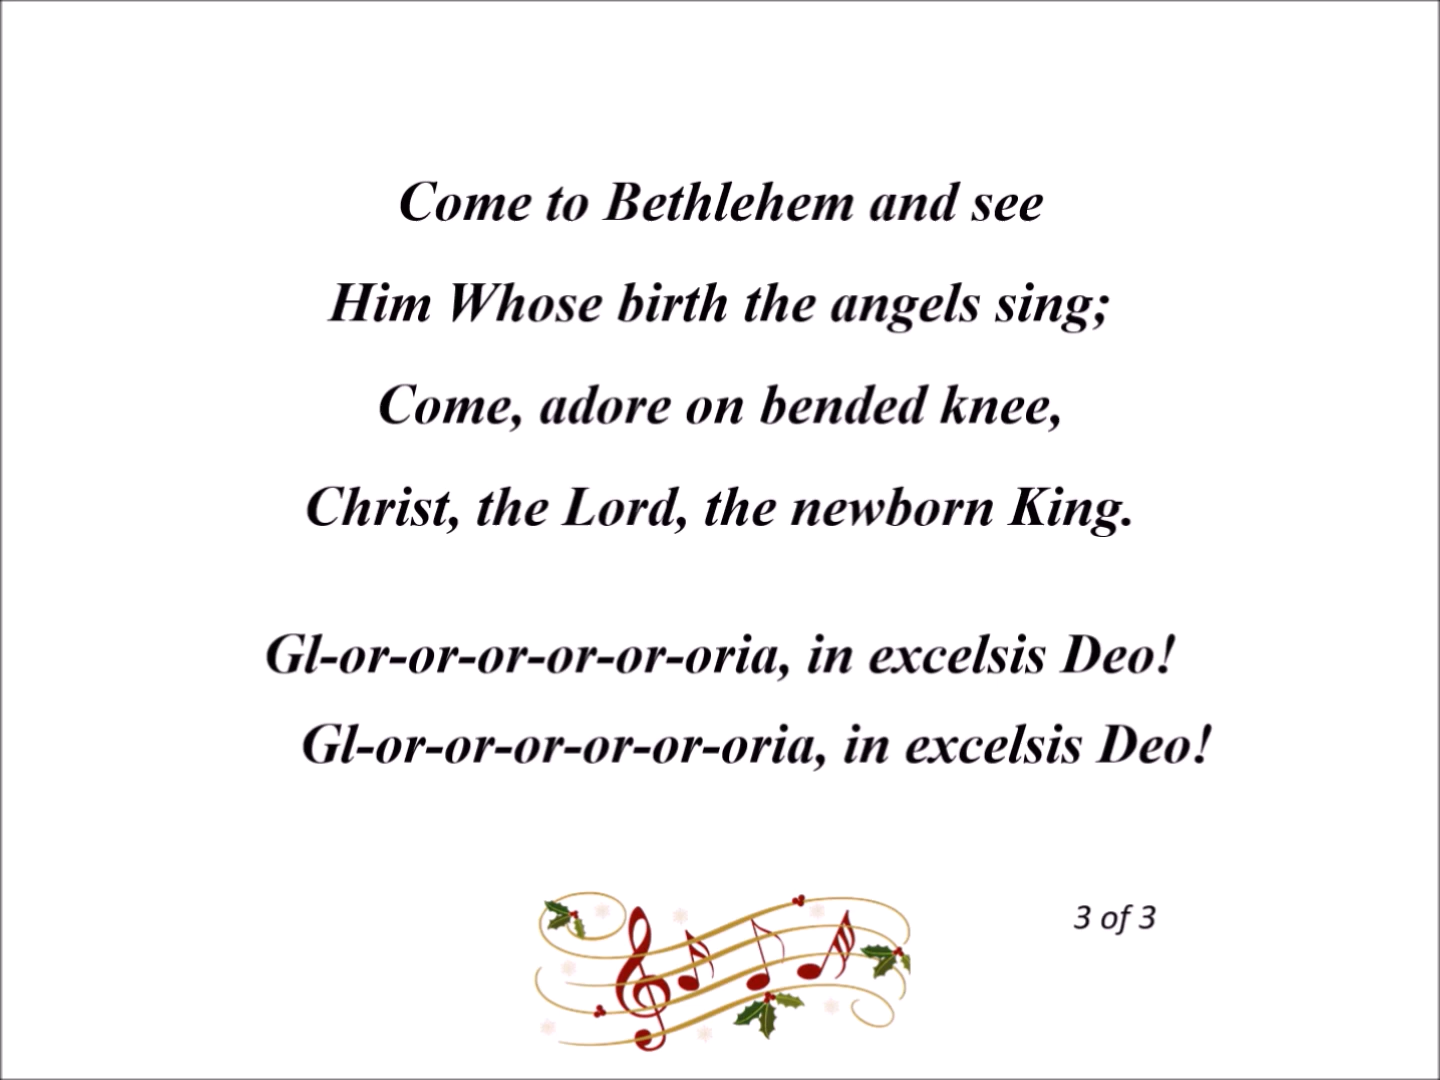 Come to Bethlehem and see
Him Whose birth the angels sing;
Come, adore on bended knee,
Christ, the Lord, the newborn King.
Gl-or-or-or-or-or-oria, in excelsis Deo!
Gl-or-or-or-or-or-oria, in excelsis Deo!
3 of 3